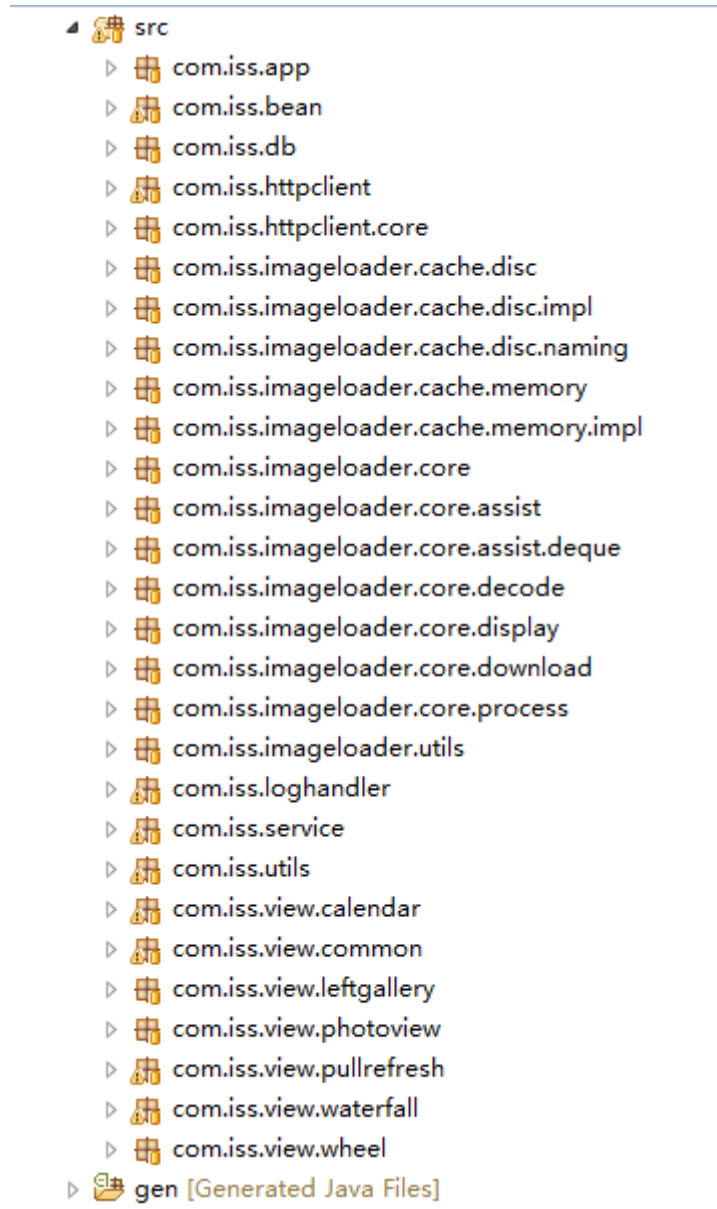 src
com.iss.app
com.iss.bean
com.iss.db
com.iss.httpclient
com.iss.httpclient.core
com.iss.imageloader.cache.disc
com.iss.imageloader.cache.disc.impl
com.iss.imageloader.cache.disc.naming
com.iss.imageloader.cache.memory
com.iss.imageloader.cache.memory.impl
com.iss.imageloader.core
com.iss.imageloader.core.assist
com.iss.imageloader.core.assist.deque
com.iss.imageloader.core.decode
com.iss.imageloader.core.display
com.iss.imageloader.core.download
com.iss.imageloader.core.process
com.iss.imageloader.utils
com.iss.loghandler
com.iss.service
com.iss.utils
com.iss.view.calendar
com.iss.view.common
com.iss.view.leftgallery
com.iss.view.photoview
com.iss.view.pullrefresh
com.iss.view.waterfall
com.iss.view.wheel
gen [Generated Java Files]